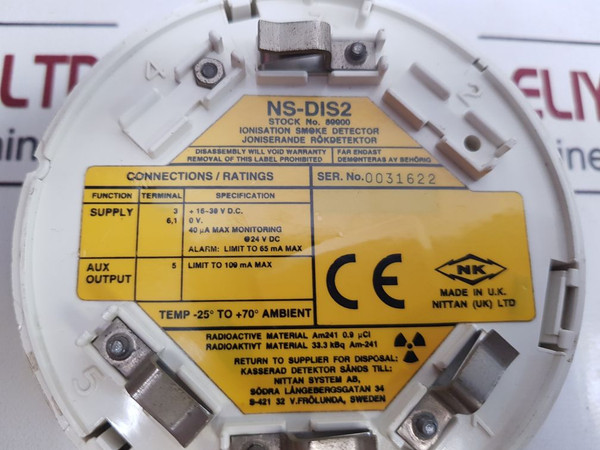 4
2
5
NS-DIS2
STOCK No. 80000
IONISATION SMOKE DETECTOR
JONISERANDE RÖKDETEKTOR
DISASSEMBLY WILL VOID WARRANTY
REMOVAL OF THIS LABEL PROHIBITED
FAR ENDAST
DEMONTERAS AV BEHÖRIG
CONNECTIONS / RATINGS
SER. No. 0031622
FUNCTION TERMINAL SPECIFICATION
SUPPLY 3 + 15-30 V D.C.
6,1 0 V.
40 µA MAX MONITORING
@24 V DC
ALARM: LIMIT TO 65 mA MAX
AUX 5 LIMIT TO 100 mA MAX
OUTPUT
TEMP -25° TO +70° AMBIENT
CE
NK
MADE IN U.K.
NITTAN (UK) LTD
RADIOACTIVE MATERIAL Am241 0.9 µCi
RADIOAKTIVT MATERIAL 33.3 kBq Am-241
RETURN TO SUPPLIER FOR DISPOSAL:
KASSERAD DETEKTOR SÄNDS TILL:
NITTAN SYSTEM AB,
SÖDRA LÅNGEBERGSGATAN 34
S-421 32 V.FRÖLUNDA, SWEDEN